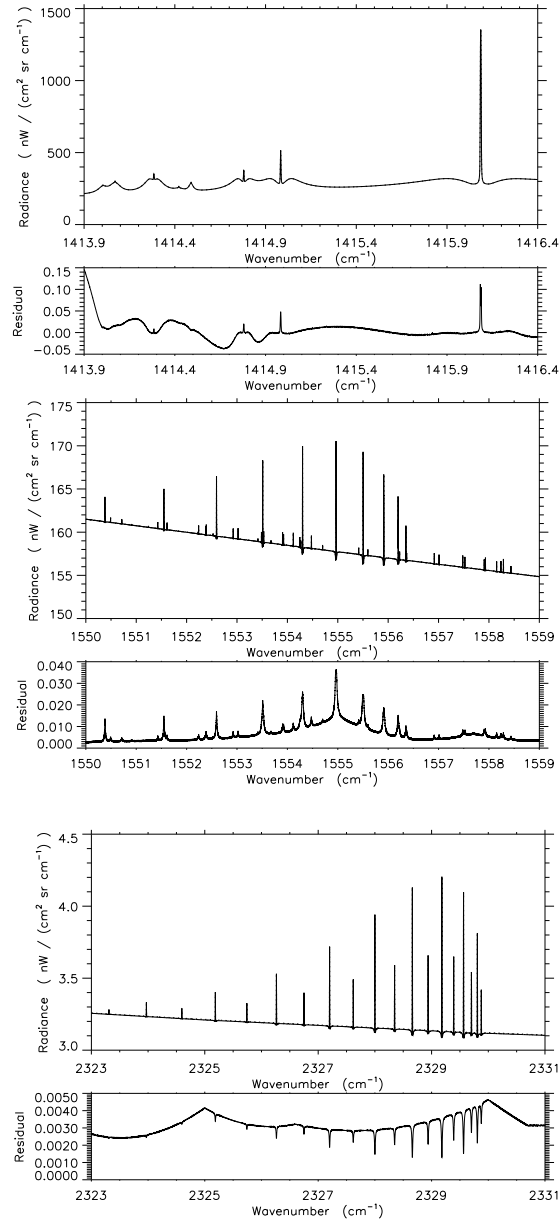 1500
1000
500
0
Radiance ( nW / (cm² sr cm⁻¹) )
1413.9 1414.4 1414.9 1415.4 1415.9 1416.4
Wavenumber (cm⁻¹)
0.15
0.10
0.05
0.00
−0.05
Residual
1413.9 1414.4 1414.9 1415.4 1415.9 1416.4
Wavenumber (cm⁻¹)
175
170
165
160
155
150
Radiance ( nW / (cm² sr cm⁻¹) )
1550 1551 1552 1553 1554 1555 1556 1557 1558 1559
Wavenumber (cm⁻¹)
0.040
0.030
0.020
0.010
0.000
Residual
1550 1551 1552 1553 1554 1555 1556 1557 1558 1559
Wavenumber (cm⁻¹)
4.5
4.0
3.5
3.0
Radiance ( nW / (cm² sr cm⁻¹) )
2323 2325 2327 2329 2331
Wavenumber (cm⁻¹)
0.0050
0.0040
0.0030
0.0020
0.0010
0.0000
Residual
2323 2325 2327 2329 2331
Wavenumber (cm⁻¹)